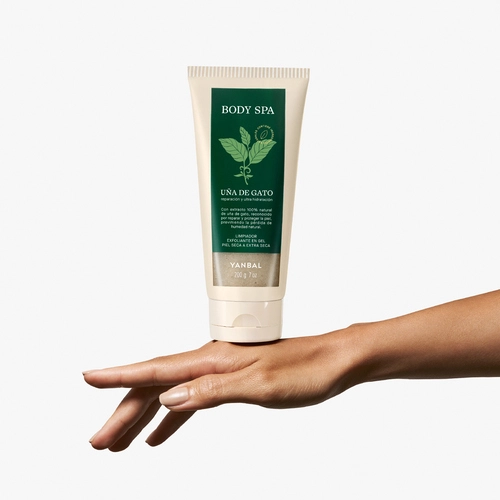 BODY SPA
UÑA DE GATO
reparación y ultra-hidratación
Con extracto 100% natural
de uña de gato, reconocido
por reparar y proteger la piel,
previniendo la pérdida de
humedad natural.
LIMPIADOR
EXFOLIANTE EN GEL
PIEL SECA A EXTRA SECA
YANBAL
200 g 7 oz